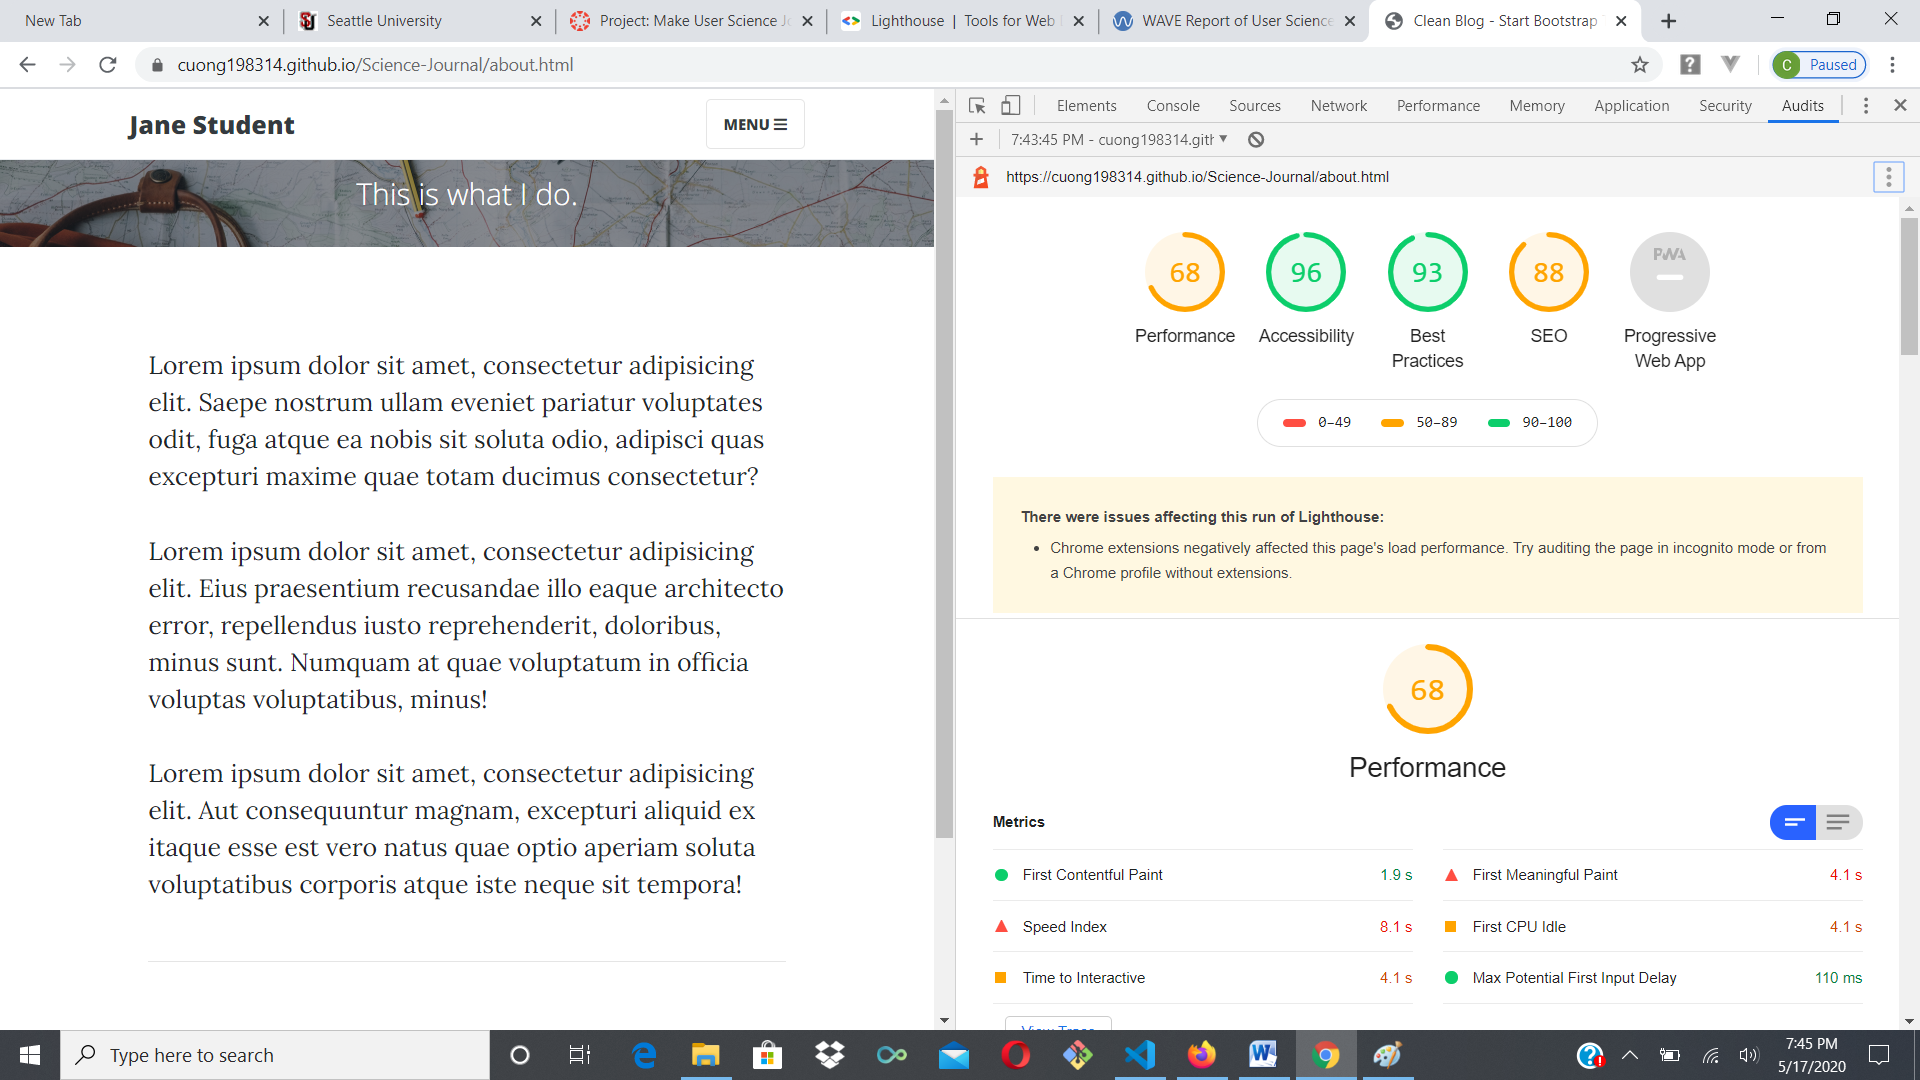 New Tab
Seattle University
Project: Make User Science Jo
Lighthouse | Tools for Web
WAVE Report of User Science
Clean Blog - Start Bootstrap
cuong198314.github.io/Science-Journal/about.html
C Paused
Jane Student
MENU
This is what I do.
Lorem ipsum dolor sit amet, consectetur adipisicing
elit. Saepe nostrum ullam eveniet pariatur voluptates
odit, fuga atque ea nobis sit soluta odio, adipisci quas
excepturi maxime quae totam ducimus consectetur?
Lorem ipsum dolor sit amet, consectetur adipisicing
elit. Eius praesentium recusandae illo eaque architecto
error, repellendus iusto reprehenderit, doloribus,
minus sunt. Numquam at quae voluptatum in officia
voluptas voluptatibus, minus!
Lorem ipsum dolor sit amet, consectetur adipisicing
elit. Aut consequuntur magnam, excepturi aliquid ex
itaque esse est vero natus quae optio aperiam soluta
voluptatibus corporis atque iste neque sit tempora!
Elements Console Sources Network Performance Memory Application Security Audits
7:43:45 PM - cuong198314.gith
https://cuong198314.github.io/Science-Journal/about.html
68 96 93 88 PWA
Performance Accessibility Best Practices SEO Progressive Web App
0–49 50–89 90–100
There were issues affecting this run of Lighthouse:
• Chrome extensions negatively affected this page's load performance. Try auditing the page in incognito mode or from
a Chrome profile without extensions.
68
Performance
Metrics
First Contentful Paint 1.9 s
First Meaningful Paint 4.1 s
Speed Index 8.1 s
First CPU Idle 4.1 s
Time to Interactive 4.1 s
Max Potential First Input Delay 110 ms
View Trace
Type here to search
7:45 PM
5/17/2020